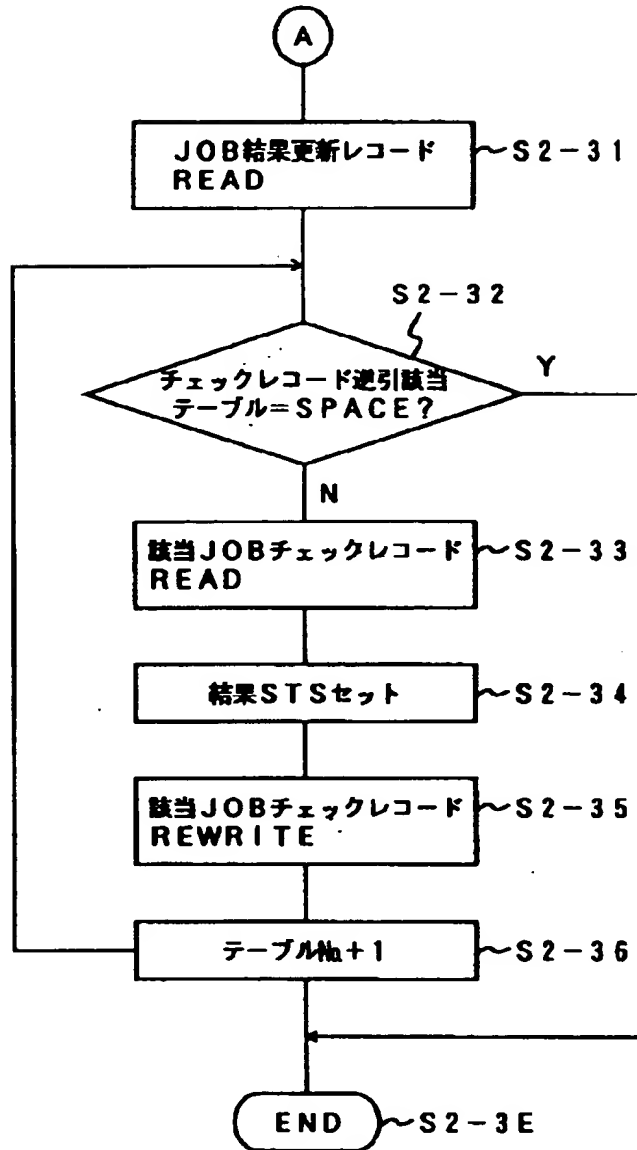 A
JOB結果更新レコード
READ
S2-31
S2-32
チェックレコード逆引該当
テーブル=SPACE?
Y
N
該当JOBチェックレコード
READ
S2-33
結果STSセット
S2-34
該当JOBチェックレコード
REWRITE
S2-35
テーブル№+1
S2-36
END
S2-3E